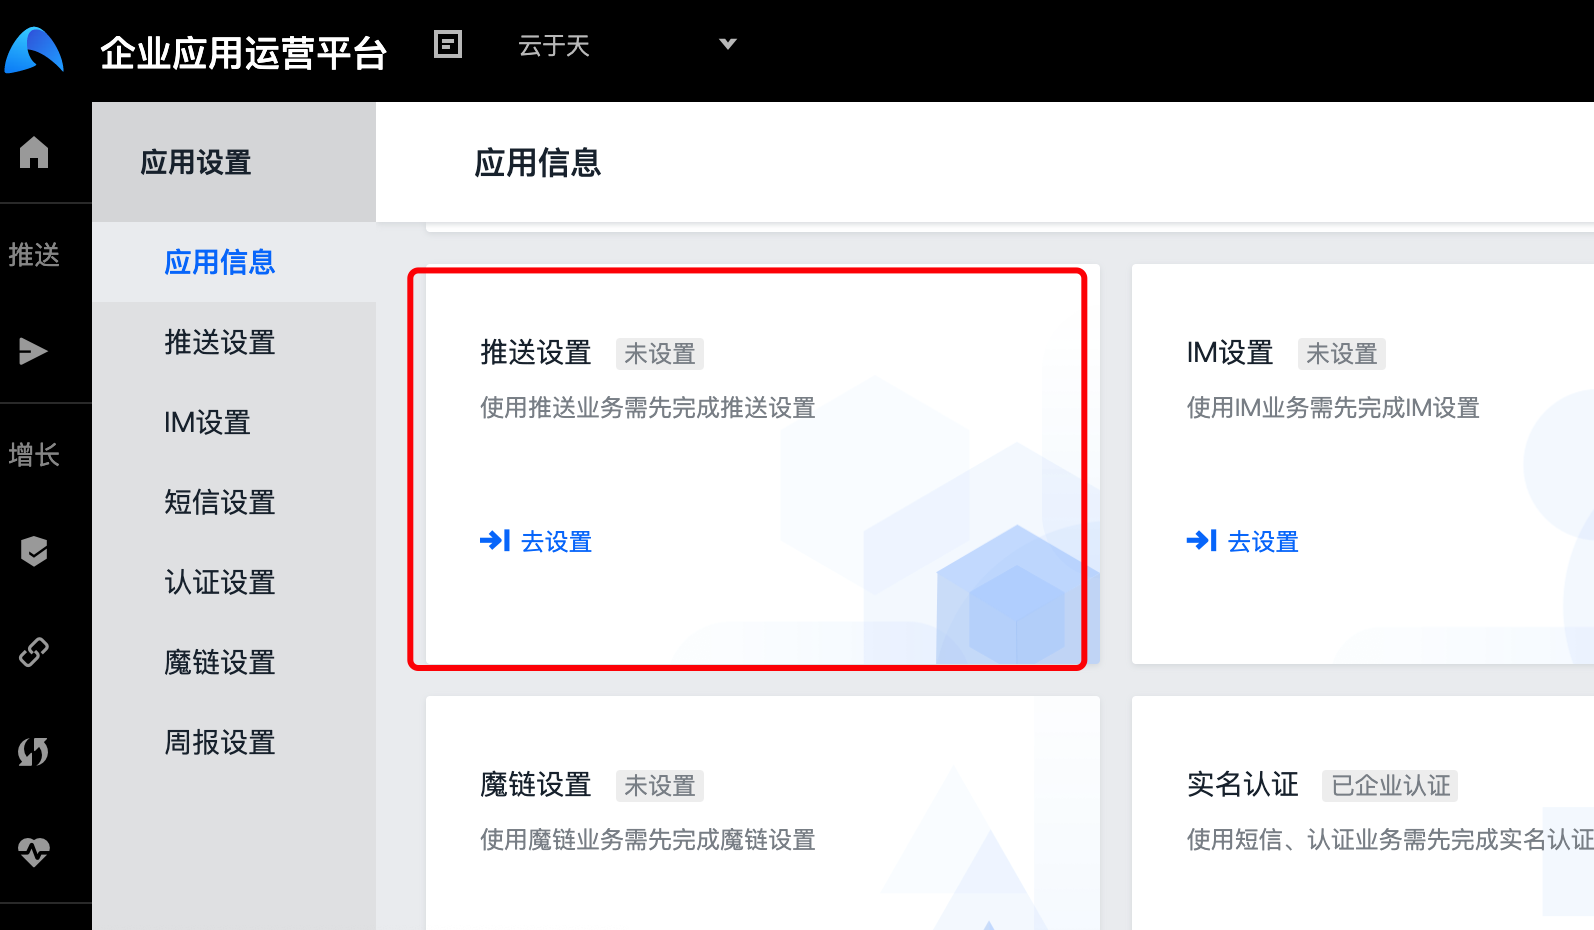 企业应用运营平台
云于天
推送
增长
应用设置
应用信息
推送设置
IM设置
短信设置
认证设置
魔链设置
周报设置
应用信息
推送设置 未设置
使用推送业务需先完成推送设置
去设置
IM设置 未设置
使用IM业务需先完成IM设置
去设置
魔链设置 未设置
使用魔链业务需先完成魔链设置
实名认证 已企业认证
使用短信、认证业务需先完成实名认证